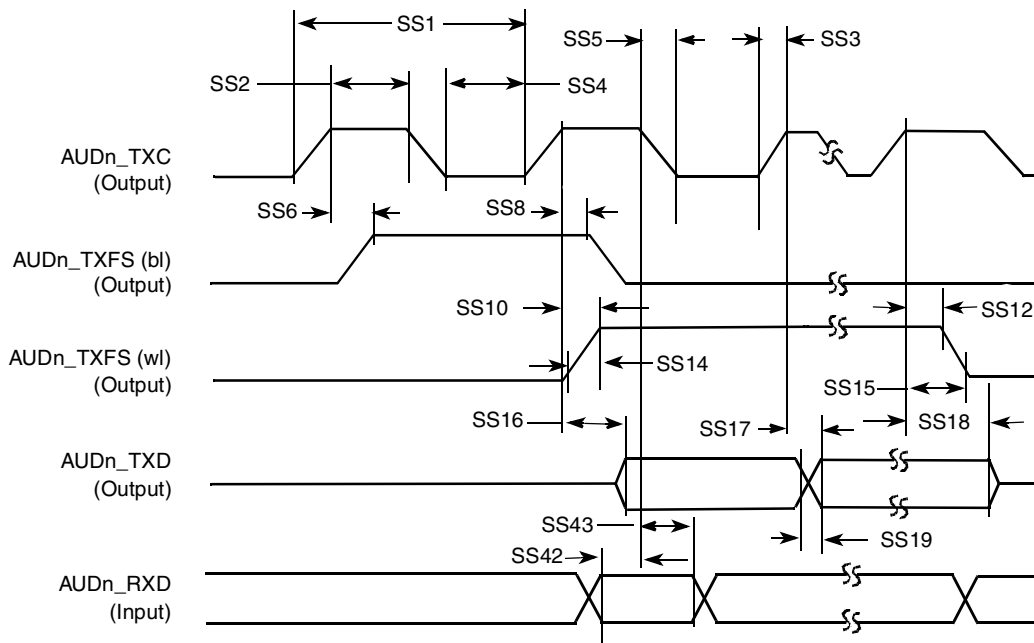 SS1
SS5
SS3
SS2
SS4
AUDn_TXC
(Output)
SS6
SS8
AUDn_TXFS (bl)
(Output)
SS10
SS12
AUDn_TXFS (wl)
(Output)
SS14
SS15
SS16
SS17
SS18
AUDn_TXD
(Output)
SS43
SS19
SS42
AUDn_RXD
(Input)